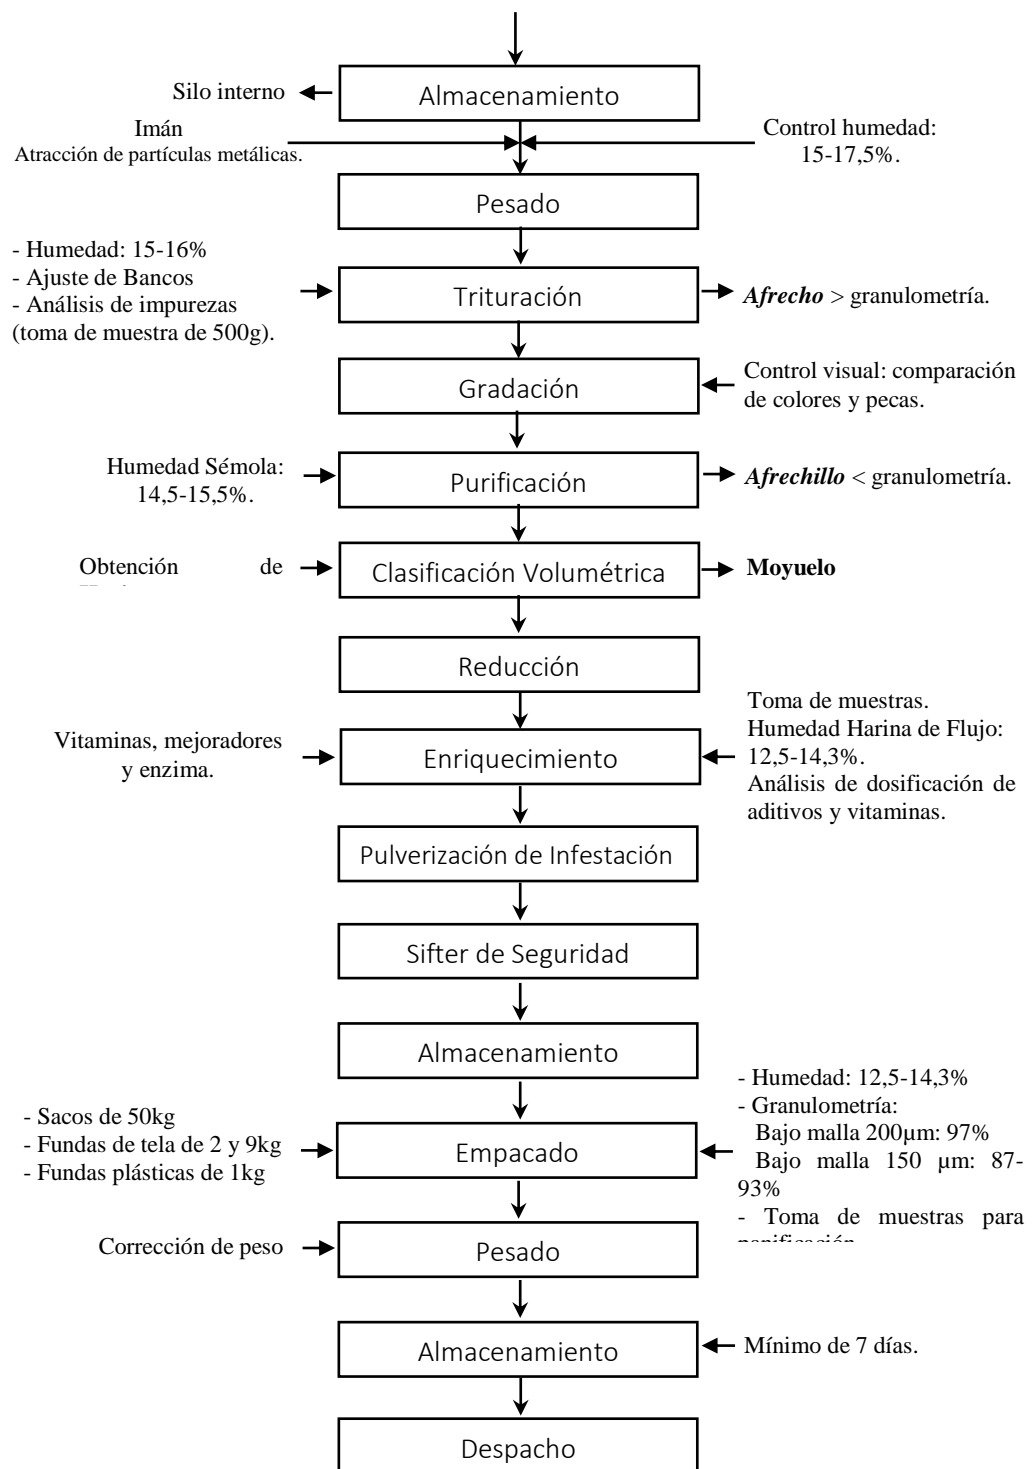 Silo interno
Almacenamiento
Imán
Atracción de partículas metálicas.
Control humedad:
15-17,5%.
Pesado
- Humedad: 15-16%
- Ajuste de Bancos
- Análisis de impurezas
(toma de muestra de 500g).
Trituración
Afrecho > granulometría.
Gradación
Control visual: comparación
de colores y pecas.
Humedad Sémola:
14,5-15,5%.
Purificación
Afrechillo < granulometría.
Obtención de
Clasificación Volumétrica
Moyuelo
Reducción
Vitaminas, mejoradores
y enzima.
Enriquecimiento
Toma de muestras.
Humedad Harina de Flujo:
12,5-14,3%.
Análisis de dosificación de
aditivos y vitaminas.
Pulverización de Infestación
Sifter de Seguridad
Almacenamiento
- Sacos de 50kg
- Fundas de tela de 2 y 9kg
- Fundas plásticas de 1kg
Empacado
- Humedad: 12,5-14,3%
- Granulometría:
Bajo malla 200µm: 97%
Bajo malla 150 µm: 87-
93%
- Toma de muestras para
Corrección de peso
Pesado
Almacenamiento
Mínimo de 7 días.
Despacho